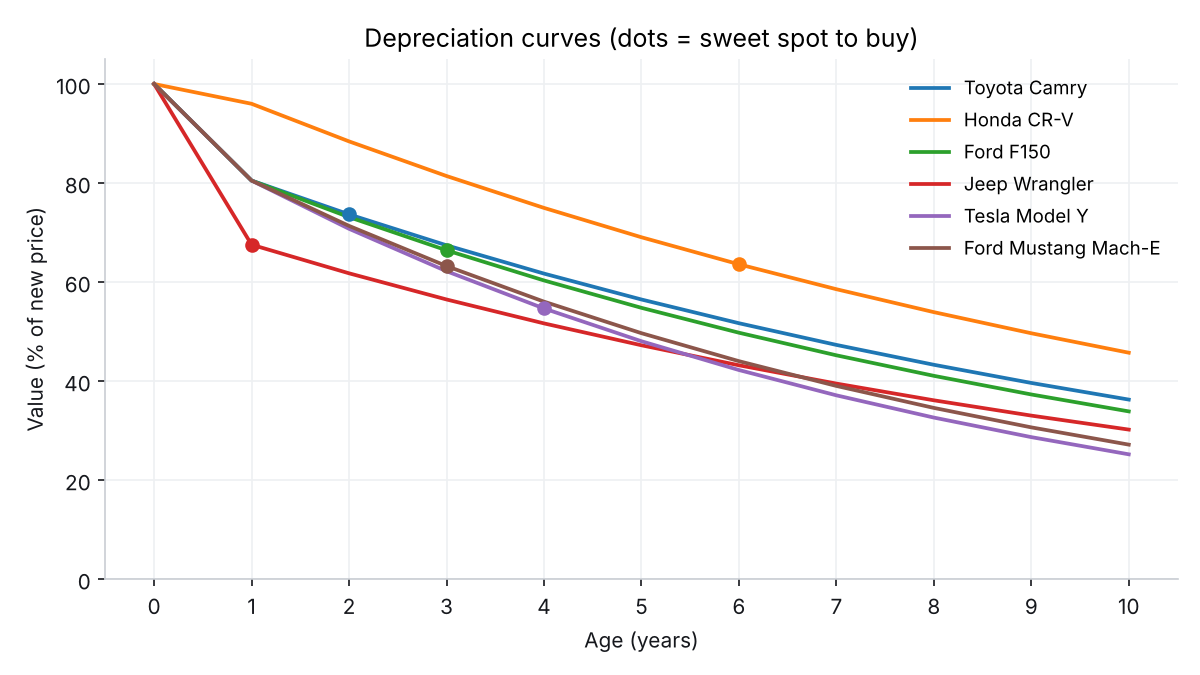 Depreciation curves (dots = sweet spot to buy)
Toyota Camry
Honda CR-V
Ford F150
Jeep Wrangler
Tesla Model Y
Ford Mustang Mach-E
Value (% of new price)
100
80
60
40
20
0
0 1 2 3 4 5 6 7 8 9 10
Age (years)